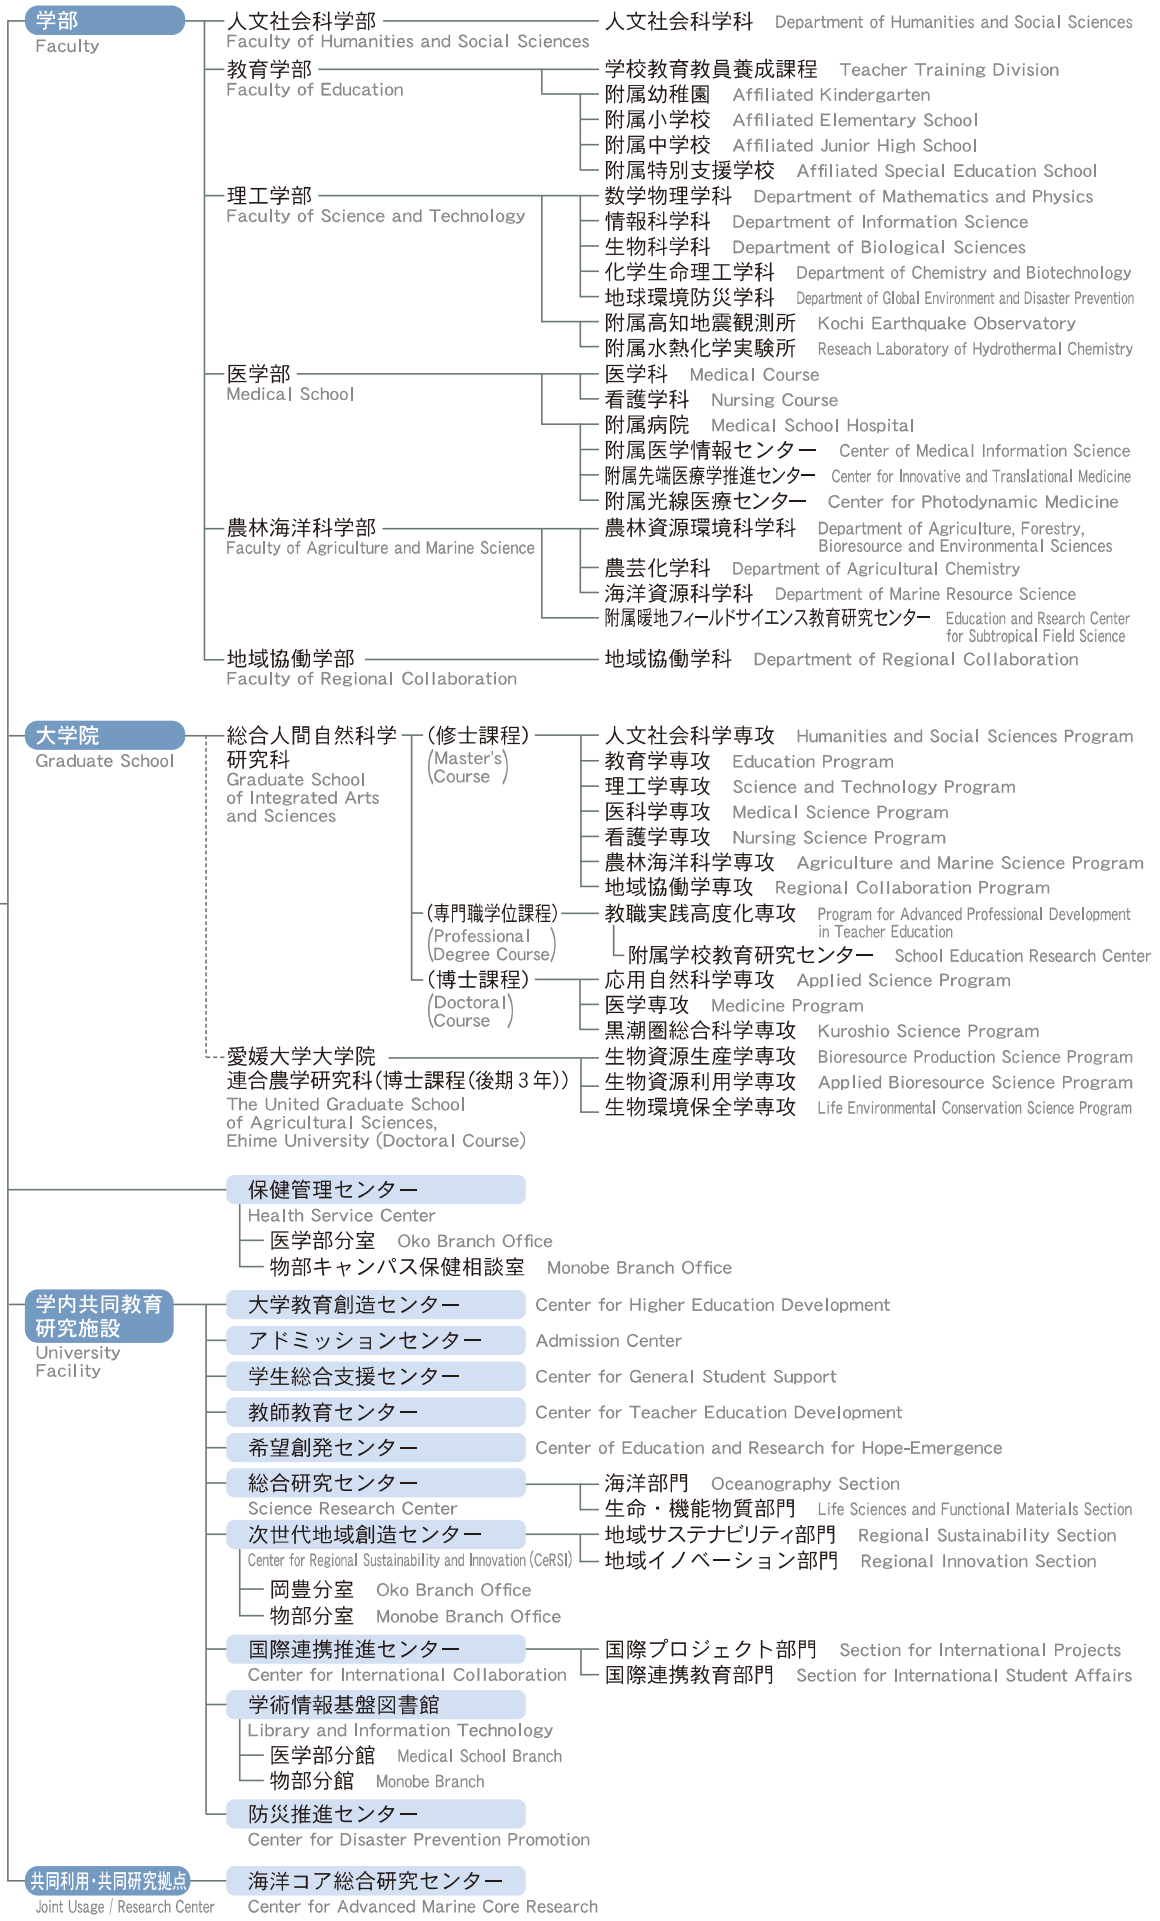 学部
Faculty
人文社会科学部
Faculty of Humanities and Social Sciences
人文社会科学科 Department of Humanities and Social Sciences
教育学部
Faculty of Education
学校教育教員養成課程 Teacher Training Division
附属幼稚園 Affiliated Kindergarten
附属小学校 Affiliated Elementary School
附属中学校 Affiliated Junior High School
附属特別支援学校 Affiliated Special Education School
理工学部
Faculty of Science and Technology
数学物理学科 Department of Mathematics and Physics
情報科学科 Department of Information Science
生物科学科 Department of Biological Sciences
化学生命理工学科 Department of Chemistry and Biotechnology
地球環境防災学科 Department of Global Environment and Disaster Prevention
附属高知地震観測所 Kochi Earthquake Observatory
附属水熱化学実験所 Reseach Laboratory of Hydrothermal Chemistry
医学部
Medical School
医学科 Medical Course
看護学科 Nursing Course
附属病院 Medical School Hospital
附属医学情報センター Center of Medical Information Science
附属先端医療学推進センター Center for Innovative and Translational Medicine
附属光線医療センター Center for Photodynamic Medicine
農林海洋科学部
Faculty of Agriculture and Marine Science
農林資源環境科学科 Department of Agriculture, Forestry,
Bioresource and Environmental Sciences
農芸化学科 Department of Agricultural Chemistry
海洋資源科学科 Department of Marine Resource Science
附属暖地フィールドサイエンス教育研究センター Education and Rsearch Center
for Subtropical Field Science
地域協働学部
Faculty of Regional Collaboration
地域協働学科 Department of Regional Collaboration
大学院
Graduate School
総合人間自然科学
研究科
Graduate School
of Integrated Arts
and Sciences
(修士課程)
(Master's
Course)
人文社会科学専攻 Humanities and Social Sciences Program
教育学専攻 Education Program
理工学専攻 Science and Technology Program
医科学専攻 Medical Science Program
看護学専攻 Nursing Science Program
農林海洋科学専攻 Agriculture and Marine Science Program
地域協働学専攻 Regional Collaboration Program
(専門職学位課程)
(Professional
Degree Course)
教職実践高度化専攻 Program for Advanced Professional Development
in Teacher Education
附属学校教育研究センター School Education Research Center
(博士課程)
(Doctoral
Course)
応用自然科学専攻 Applied Science Program
医学専攻 Medicine Program
黒潮圏総合科学専攻 Kuroshio Science Program
愛媛大学大学院
連合農学研究科(博士課程(後期3年))
The United Graduate School
of Agricultural Sciences,
Ehime University (Doctoral Course)
生物資源生産学専攻 Bioresource Production Science Program
生物資源利用学専攻 Applied Bioresource Science Program
生物環境保全学専攻 Life Environmental Conservation Science Program
保健管理センター
Health Service Center
医学部分室 Oko Branch Office
物部キャンパス保健相談室 Monobe Branch Office
学内共同教育
研究施設
University
Facility
大学教育創造センター Center for Higher Education Development
アドミッションセンター Admission Center
学生総合支援センター Center for General Student Support
教師教育センター Center for Teacher Education Development
希望創発センター Center of Education and Research for Hope-Emergence
総合研究センター
Science Research Center
海洋部門 Oceanography Section
生命・機能物質部門 Life Sciences and Functional Materials Section
次世代地域創造センター
Center for Regional Sustainability and Innovation (CeRSI)
地域サステナビリティ部門 Regional Sustainability Section
地域イノベーション部門 Regional Innovation Section
岡豊分室 Oko Branch Office
物部分室 Monobe Branch Office
国際連携推進センター
Center for International Collaboration
国際プロジェクト部門 Section for International Projects
国際連携教育部門 Section for International Student Affairs
学術情報基盤図書館
Library and Information Technology
医学部分館 Medical School Branch
物部分館 Monobe Branch
防災推進センター
Center for Disaster Prevention Promotion
共同利用・共同研究拠点
Joint Usage / Research Center
海洋コア総合研究センター
Center for Advanced Marine Core Research